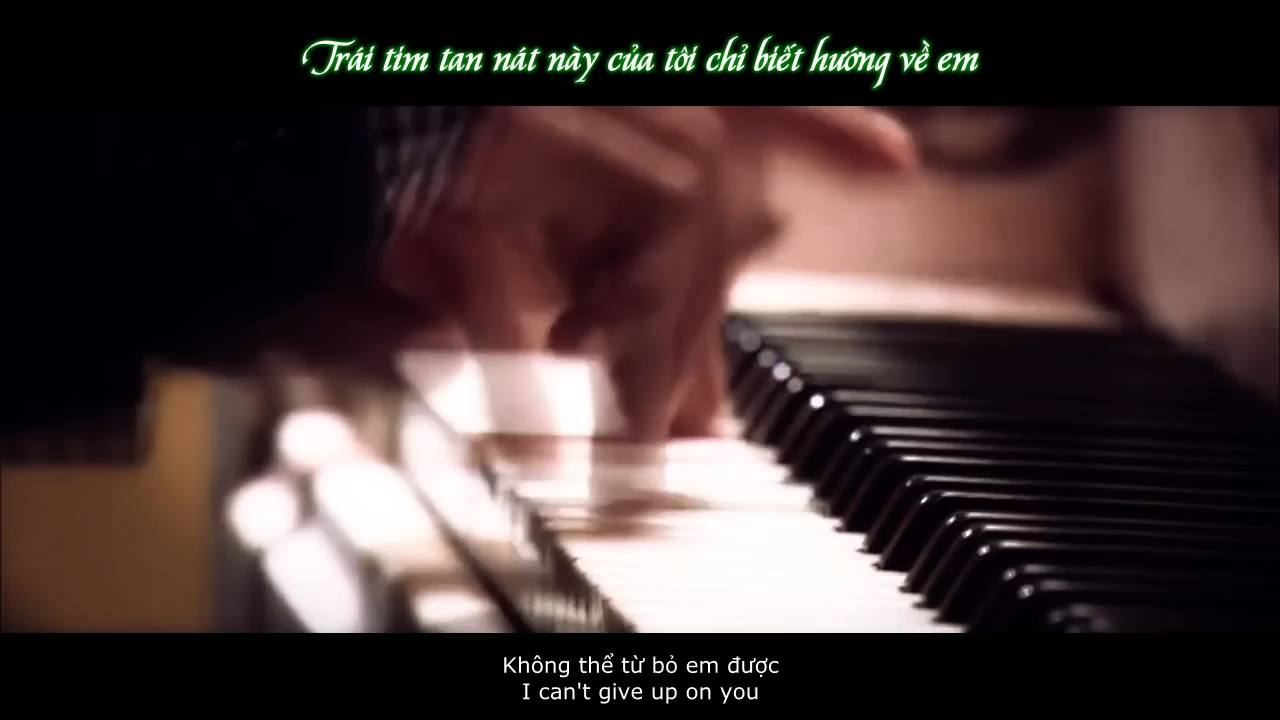 Trái tim tan nát này của tôi chỉ biết hướng về em
Không thể từ bỏ em được
I can't give up on you